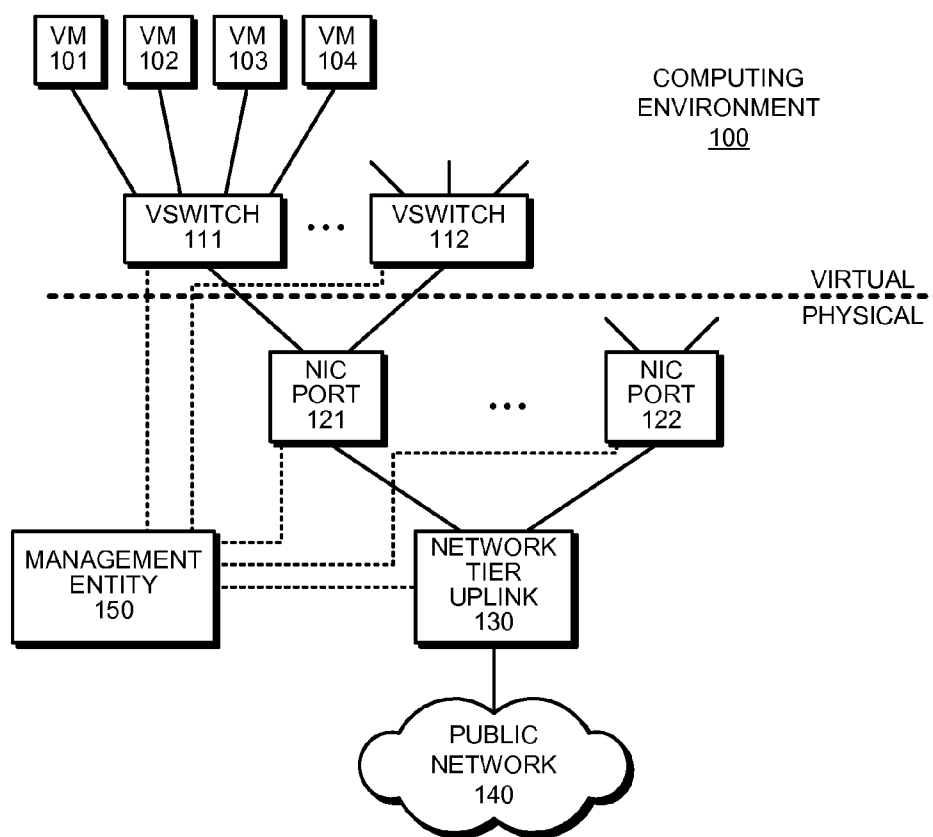 VM
101
VM
102
VM
103
VM
104
COMPUTING
ENVIRONMENT
100
VSWITCH
111
...
VSWITCH
112
VIRTUAL
PHYSICAL
NIC
PORT
121
...
NIC
PORT
122
MANAGEMENT
ENTITY
150
NETWORK
TIER
UPLINK
130
PUBLIC
NETWORK
140